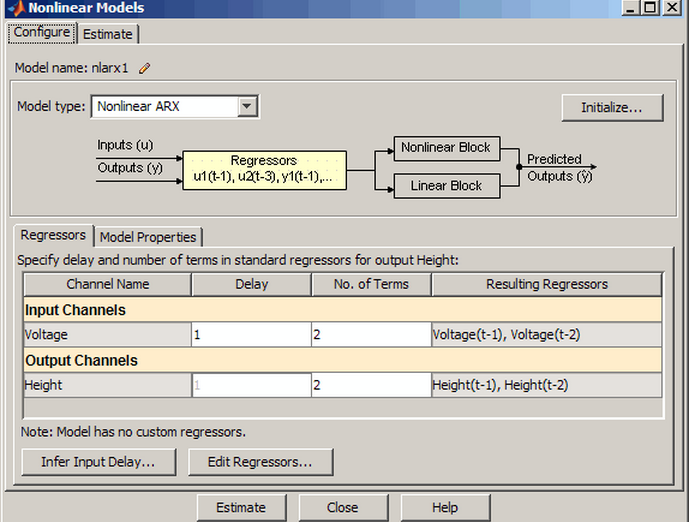 Nonlinear Models
Configure Estimate
Model name: nlarx1
Model type: Nonlinear ARX Initialize...
Inputs (u)
Outputs (y)
Regressors
u1(t-1), u2(t-3), y1(t-1),...
Nonlinear Block
Linear Block
Predicted
Outputs (ŷ)
Regressors Model Properties
Specify delay and number of terms in standard regressors for output Height:
Channel Name Delay No. of Terms Resulting Regressors
Input Channels
Voltage 1 2 Voltage(t-1), Voltage(t-2)
Output Channels
Height 1 2 Height(t-1), Height(t-2)
Note: Model has no custom regressors.
Infer Input Delay... Edit Regressors...
Estimate Close Help